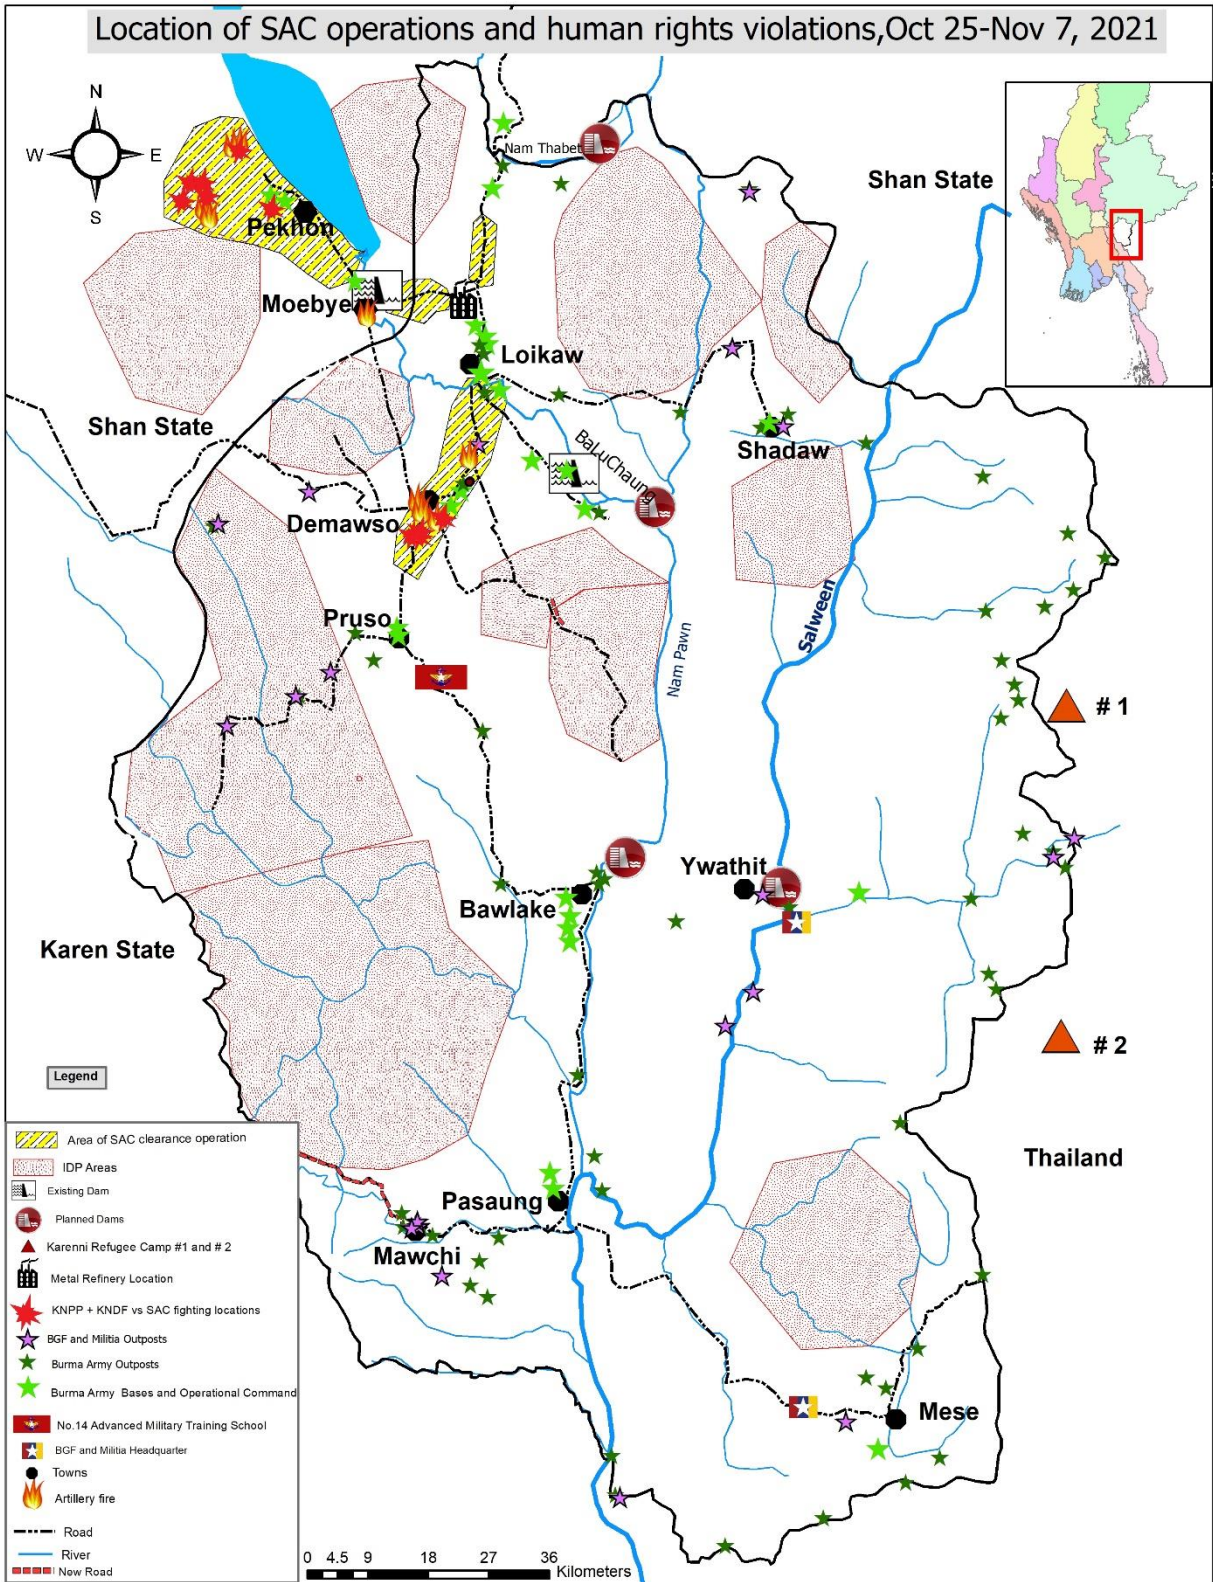 Location of SAC operations and human rights violations,Oct 25-Nov 7, 2021
N
W E
S
Nam Thabet
Shan State
Pekhon
Moebye
Loikaw
Shan State
BaLuChaung
Shadaw
Demawso
Pruso
Nam Pawn
Salween
# 1
Ywathit
Bawlake
Karen State
# 2
Legend
Area of SAC clearance operation
IDP Areas
Existing Dam
Planned Dams
Karenni Refugee Camp #1 and # 2
Metal Refinery Location
KNPP + KNDF vs SAC fighting locations
BGF and Militia Outposts
Burma Army Outposts
Burma Army Bases and Operational Command
No.14 Advanced Military Training School
BGF and Militia Headquarter
Towns
Artillery fire
Road
River
New Road
Thailand
Pasaung
Mawchi
Mese
0 4.5 9 18 27 36
Kilometers